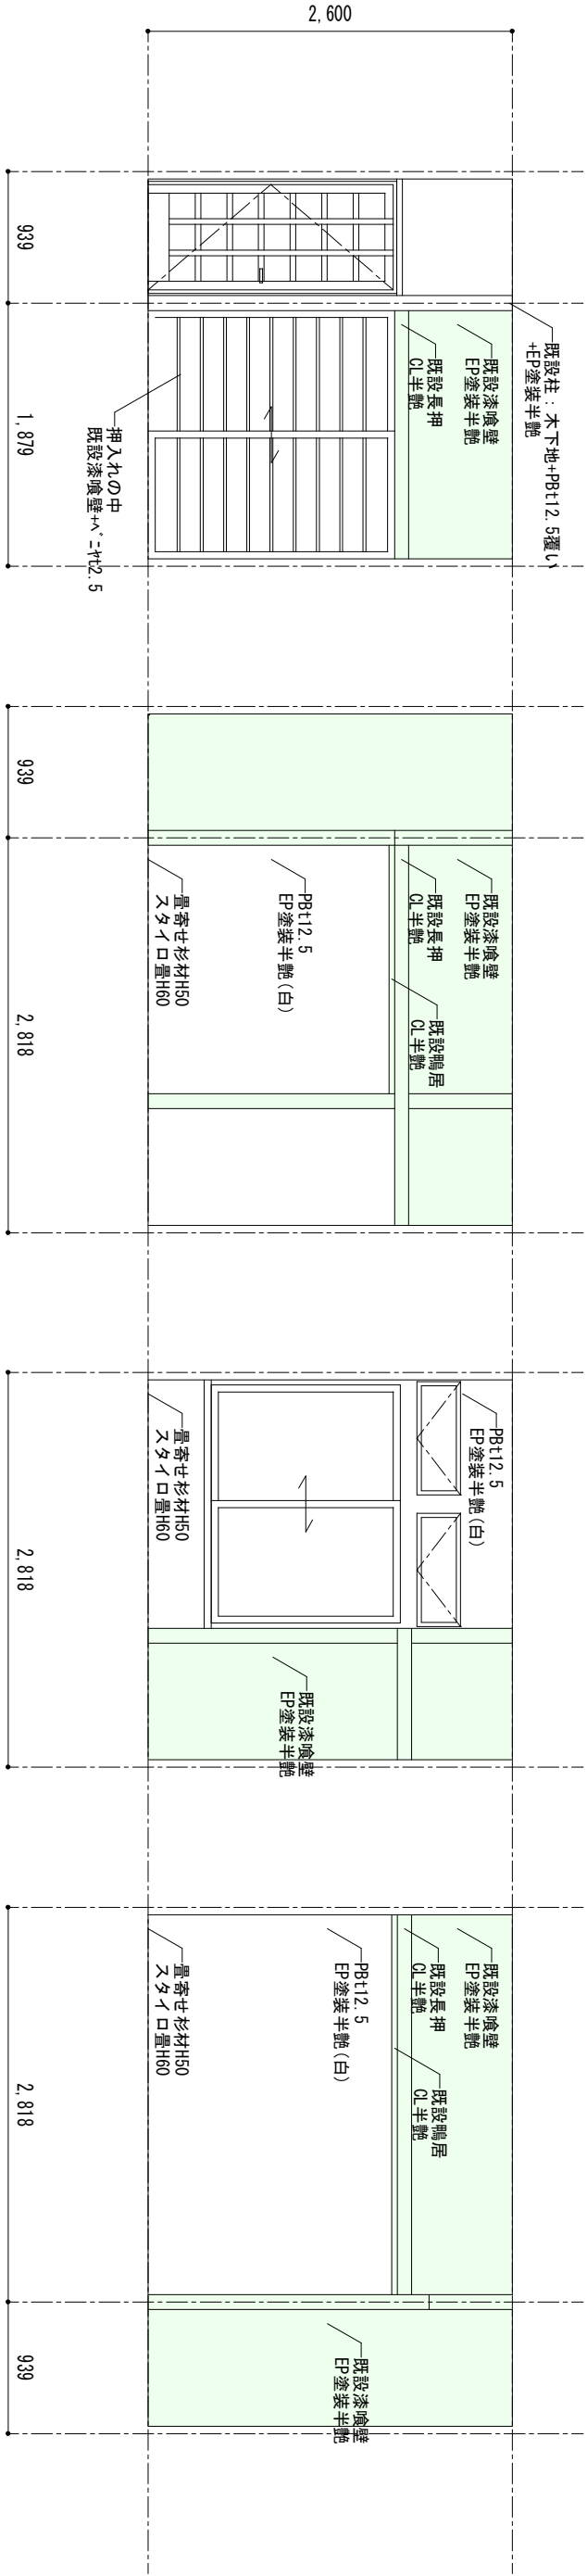 2,600
939
1,879
既設柱：木下地+PBt12.5覆い
+EP塗装半艶
既設漆喰壁
EP塗装半艶
既設長押
CL半艶
押入れの中
既設漆喰壁+ベニヤt2.5
939
2,818
既設漆喰壁
EP塗装半艶
既設長押
CL半艶
既設鴨居
CL半艶
PBt12.5
EP塗装半艶(白)
畳寄せ杉材H50
スタイロ畳H60
2,818
PBt12.5
EP塗装半艶(白)
畳寄せ杉材H50
スタイロ畳H60
既設漆喰壁
EP塗装半艶
2,818
939
既設漆喰壁
EP塗装半艶
既設長押
CL半艶
既設鴨居
CL半艶
PBt12.5
EP塗装半艶(白)
畳寄せ杉材H50
スタイロ畳H60
既設漆喰壁
EP塗装半艶